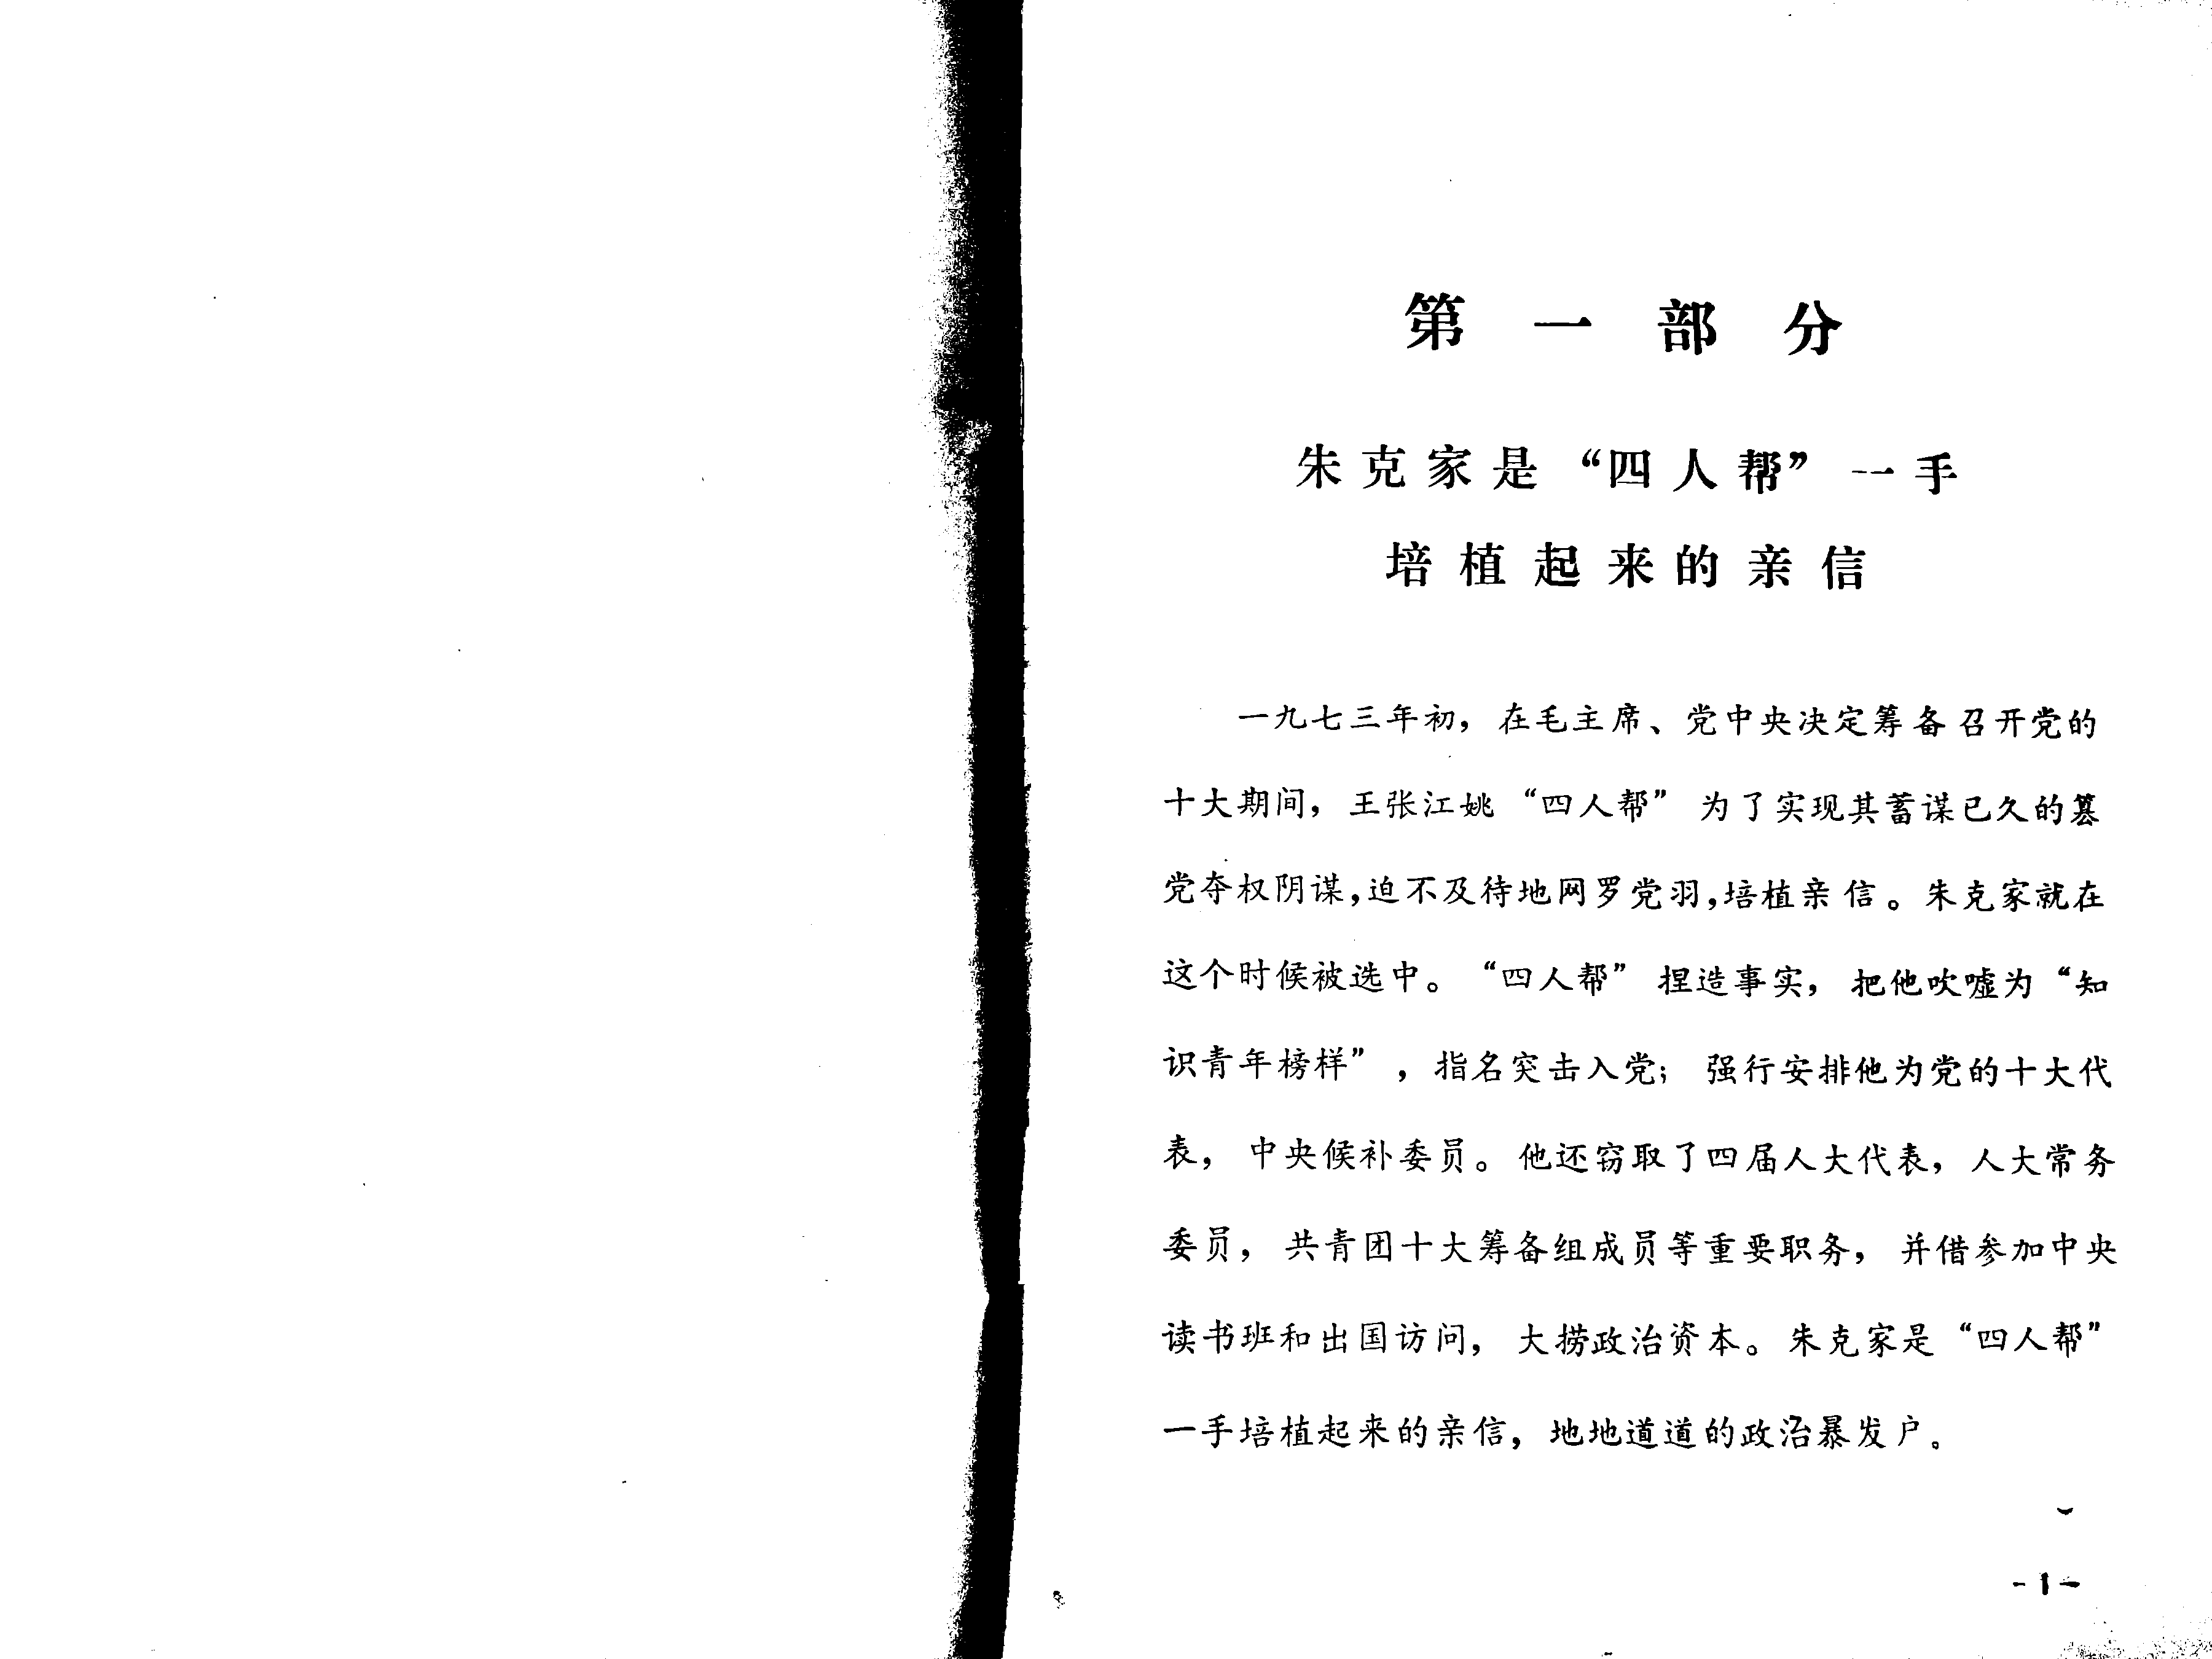 第一部分
朱克家是“四人帮”一手
培植起来的亲信
一九七三年初，在毛主席、党中央决定筹备召开党的
十大期间，王张江姚“四人帮”为了实现其蓄谋已久的篡
党夺权阴谋，迫不及待地网罗党羽，培植亲信。朱克家就在
这个时候被选中。“四人帮”捏造事实，把他吹嘘为“知
识青年榜样”，指名突击入党；强行安排他为党的十大代
表，中央候补委员。他还窃取了四届人大代表，人大常务
委员，共青团十大筹备组成员等重要职务，并借参加中央
读书班和出国访问，大捞政治资本。朱克家是“四人帮”
一手培植起来的亲信，地地道道的政治暴发户。
-1-